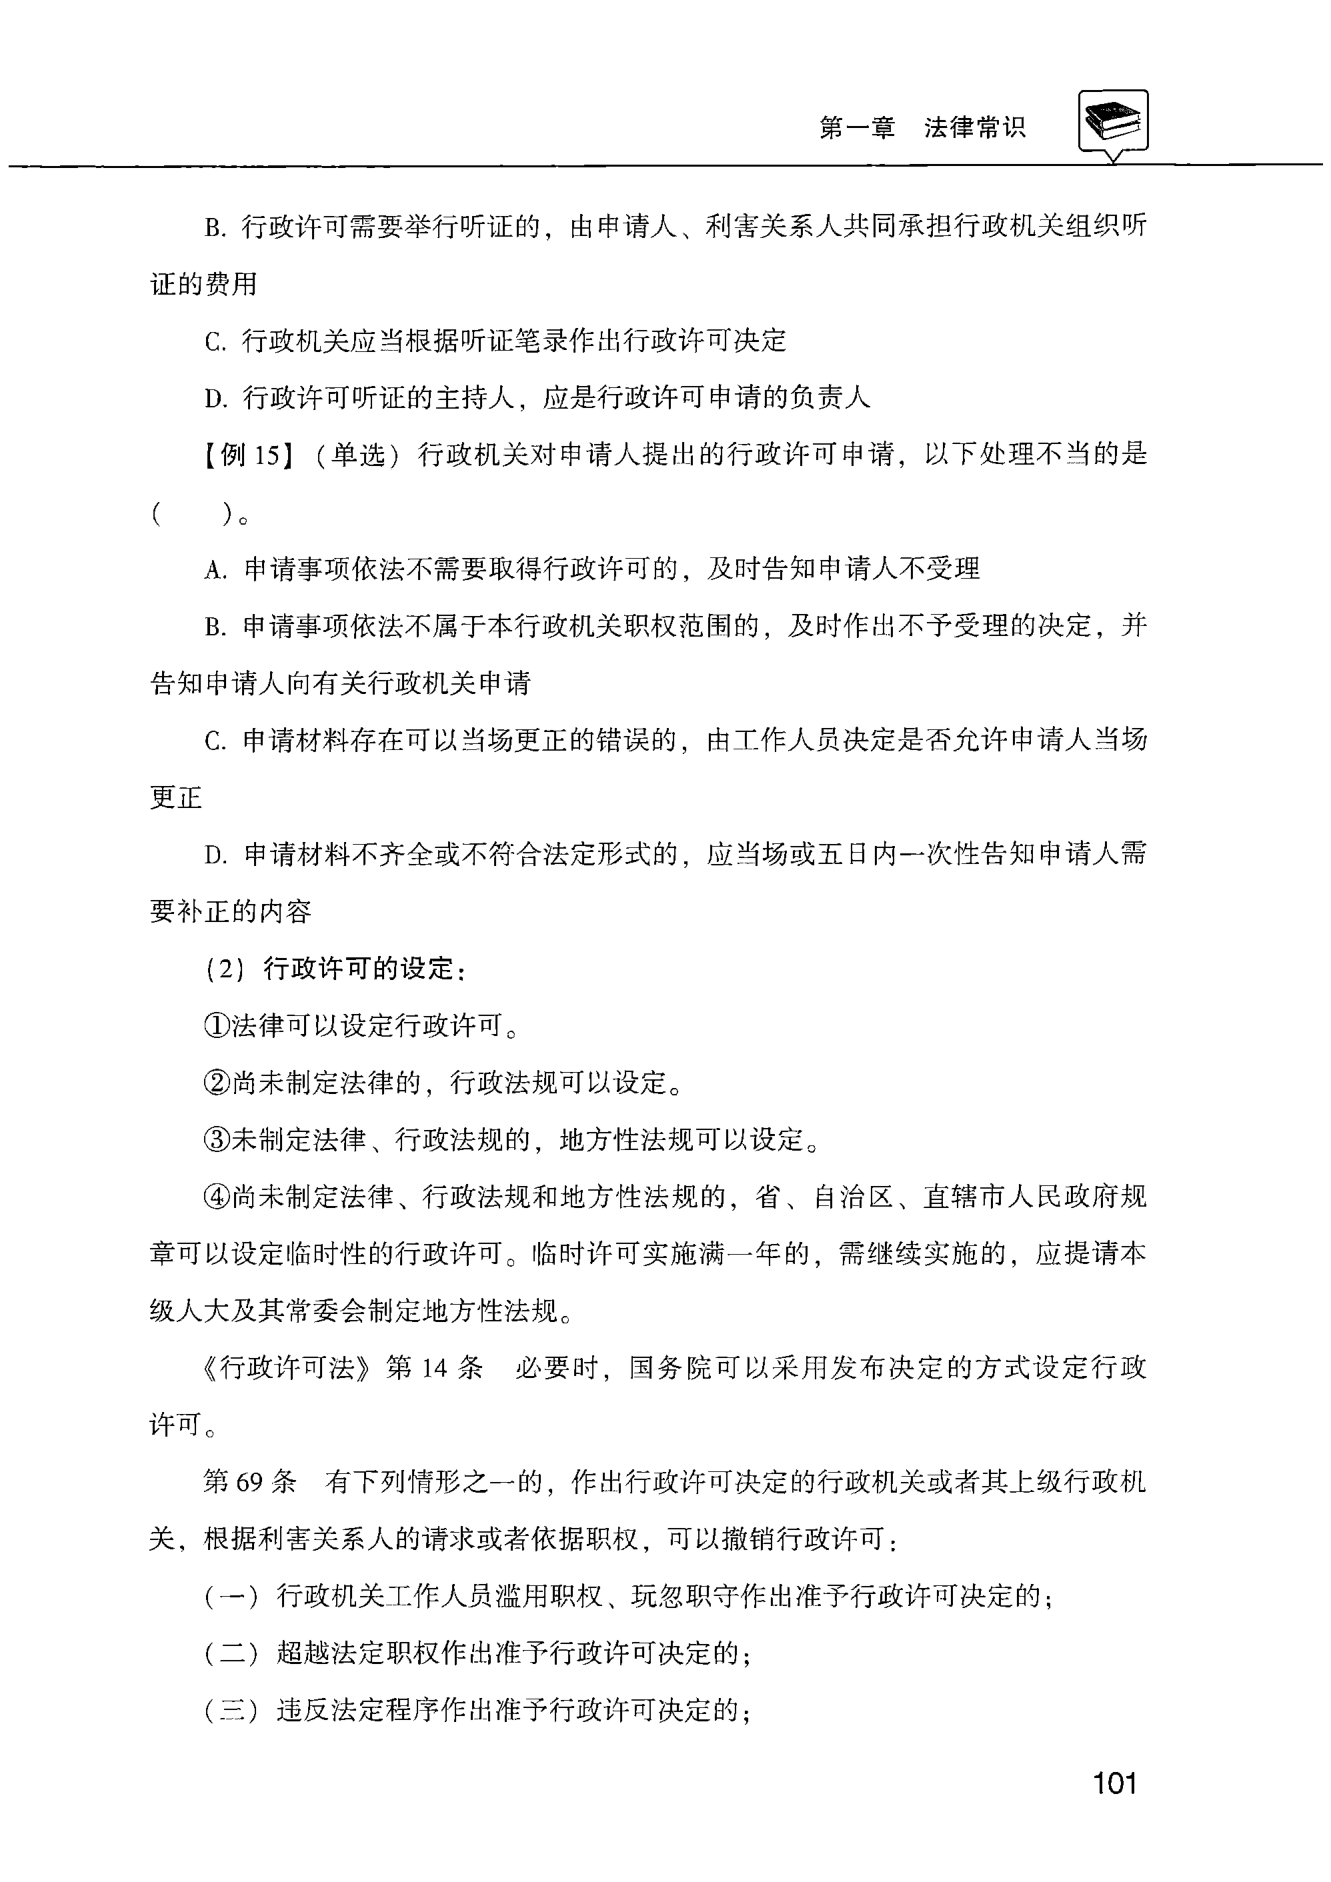 第一章　法律常识
B. 行政许可需要举行听证的，由申请人、利害关系人共同承担行政机关组织听
证的费用
C. 行政机关应当根据听证笔录作出行政许可决定
D. 行政许可听证的主持人，应是行政许可申请的负责人
【例 15】（单选）行政机关对申请人提出的行政许可申请，以下处理不当的是
（　　）。
A. 申请事项依法不需要取得行政许可的，及时告知申请人不受理
B. 申请事项依法不属于本行政机关职权范围的，及时作出不予受理的决定，并
告知申请人向有关行政机关申请
C. 申请材料存在可以当场更正的错误的，由工作人员决定是否允许申请人当场
更正
D. 申请材料不齐全或不符合法定形式的，应当场或五日内一次性告知申请人需
要补正的内容
（2）行政许可的设定：
①法律可以设定行政许可。
②尚未制定法律的，行政法规可以设定。
③未制定法律、行政法规的，地方性法规可以设定。
④尚未制定法律、行政法规和地方性法规的，省、自治区、直辖市人民政府规
章可以设定临时性的行政许可。临时许可实施满一年的，需继续实施的，应提请本
级人大及其常委会制定地方性法规。
《行政许可法》第 14 条　必要时，国务院可以采用发布决定的方式设定行政
许可。
第 69 条　有下列情形之一的，作出行政许可决定的行政机关或者其上级行政机
关，根据利害关系人的请求或者依据职权，可以撤销行政许可：
（一）行政机关工作人员滥用职权、玩忽职守作出准予行政许可决定的；
（二）超越法定职权作出准予行政许可决定的；
（三）违反法定程序作出准予行政许可决定的；
101